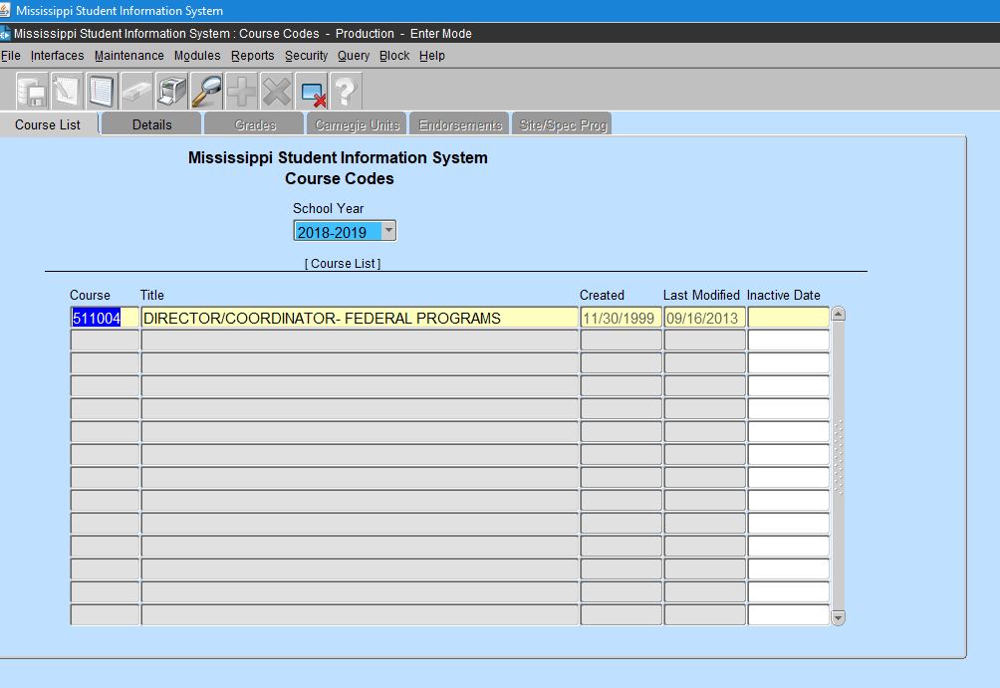 Mississippi Student Information System
Mississippi Student Information System : Course Codes - Production - Enter Mode
File Interfaces Maintenance Modules Reports Security Query Block Help
Course List Details Grades Carnegie Units Endorsements Site/Spec Prog
Mississippi Student Information System
Course Codes
School Year
2018-2019
[ Course List ]
Course Title Created Last Modified Inactive Date
511004 DIRECTOR/COORDINATOR- FEDERAL PROGRAMS 11/30/1999 09/16/2013